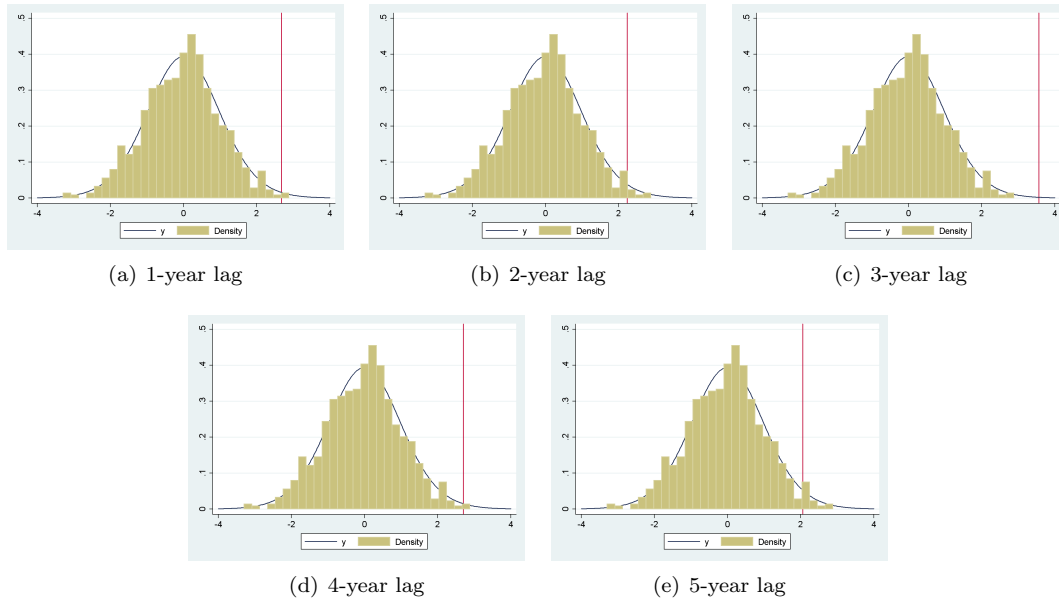 .5 .5 .5
.4 .4 .4
.3 .3 .3
.2 .2 .2
.1 .1 .1
0 0 0
-4 -2 0 2 4 -4 -2 0 2 4 -4 -2 0 2 4
y Density y Density y Density
(a) 1-year lag (b) 2-year lag (c) 3-year lag
.5 .5
.4 .4
.3 .3
.2 .2
.1 .1
0 0
-4 -2 0 2 4 -4 -2 0 2 4
y Density y Density
(d) 4-year lag (e) 5-year lag